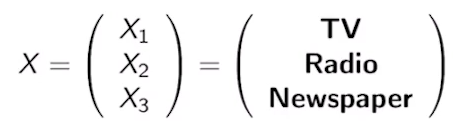 X₁ TV
X = ( X₂ ) = ( Radio )
X₃ Newspaper